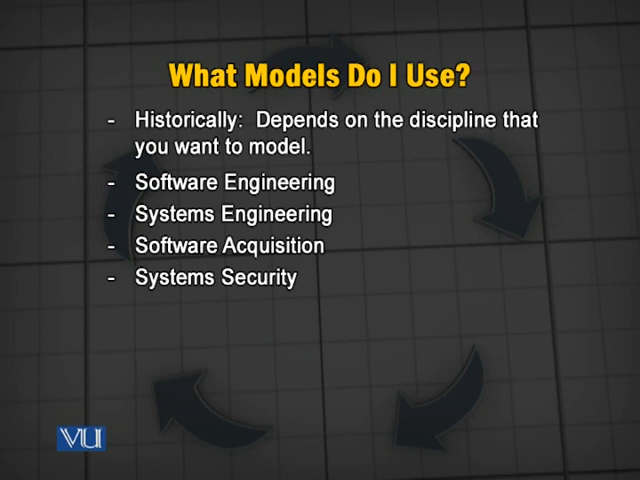 What Models Do I Use?
- Historically: Depends on the discipline that
you want to model.
- Software Engineering
- Systems Engineering
- Software Acquisition
- Systems Security
VU